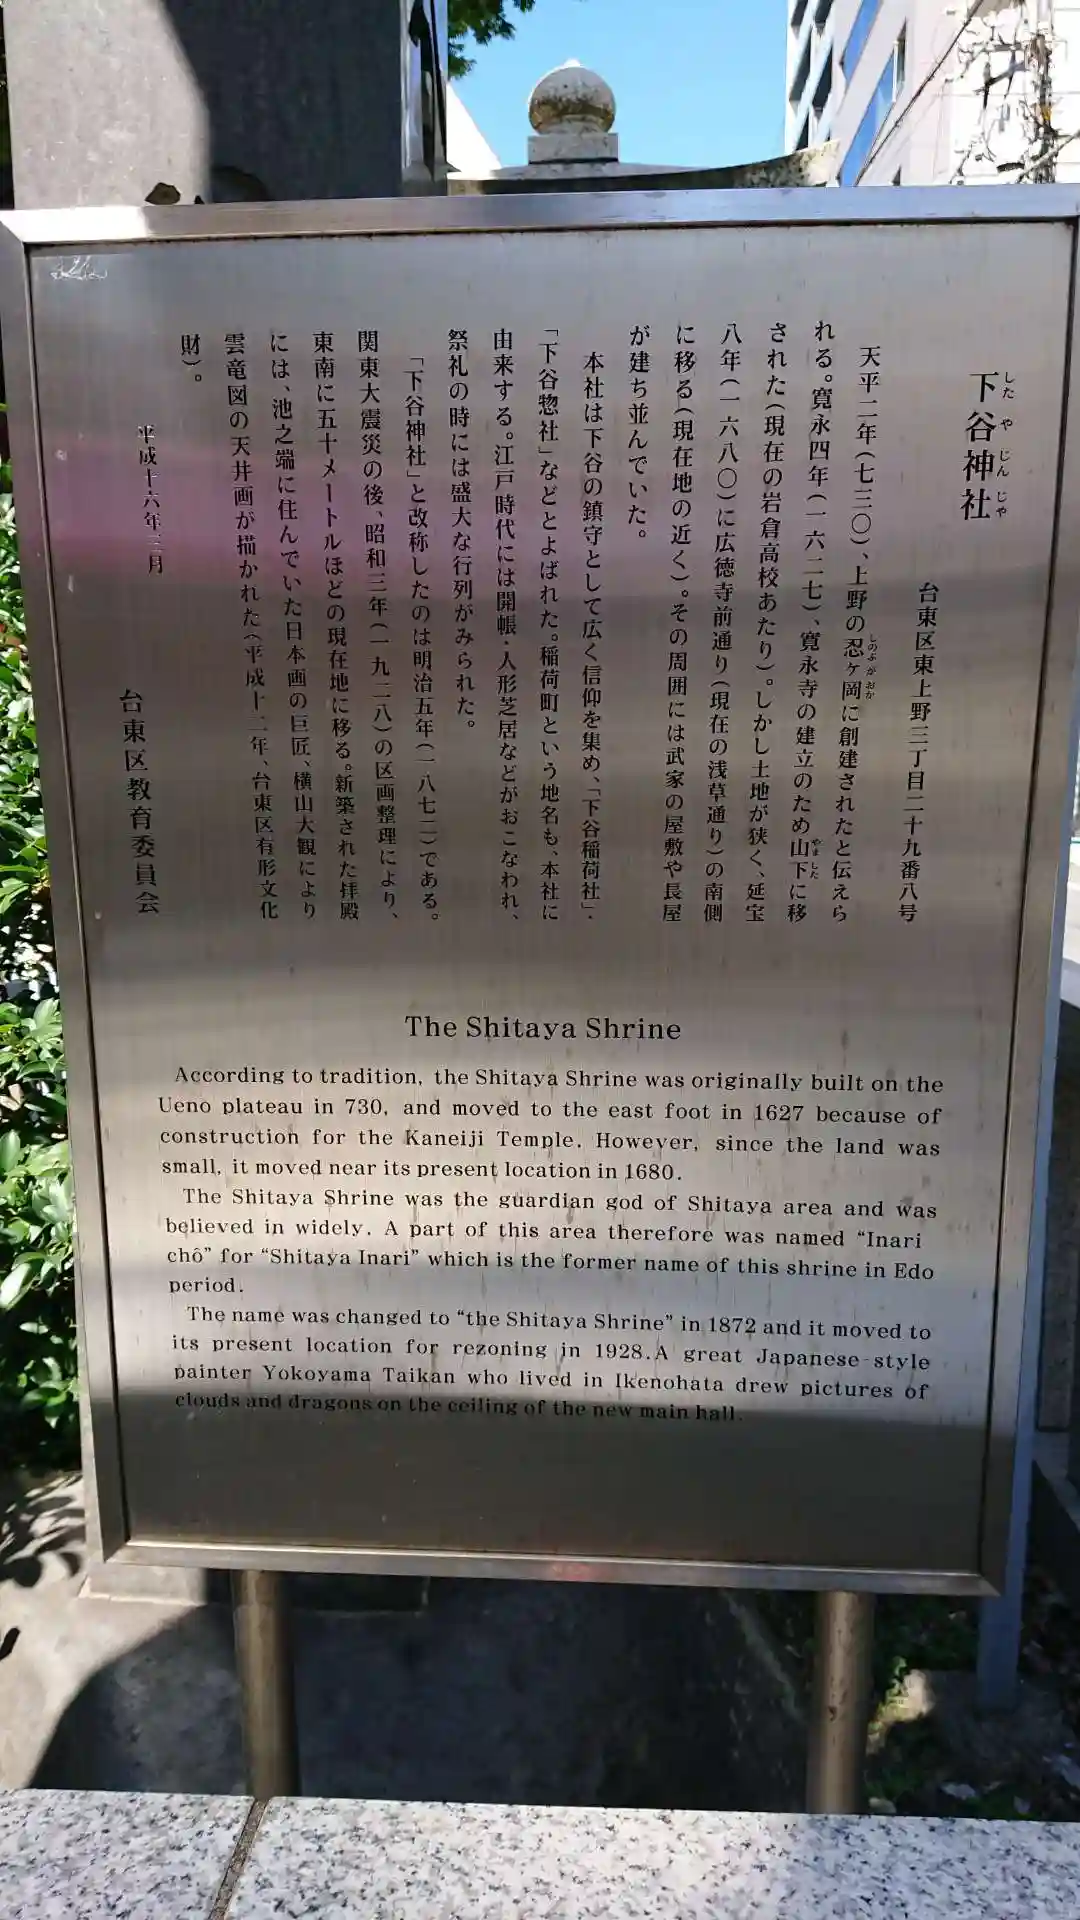 下谷神社
したやじんじゃ
台東区東上野三丁目二十九番八号
天平二年(七三〇)、上野の忍ヶ岡に創建されたと伝えら
しのぶがおか
れる。寛永四年(一六二七)、寛永寺の建立のため山下に移
やました
された(現在の岩倉高校あたり)。しかし土地が狭く、延宝
八年(一六八〇)に広徳寺前通り(現在の浅草通り)の南側
に移る(現在地の近く)。その周囲には武家の屋敷や長屋
が建ち並んでいた。
本社は下谷の鎮守として広く信仰を集め、「下谷稲荷社」・
「下谷惣社」などとよばれた。稲荷町という地名も、本社に
由来する。江戸時代には開帳・人形芝居などがおこなわれ、
祭礼の時には盛大な行列がみられた。
「下谷神社」と改称したのは明治五年(一八七二)である。
関東大震災の後、昭和三年(一九二八)の区画整理により、
東南に五十メートルほどの現在地に移る。新築された拝殿
には、池之端に住んでいた日本画の巨匠、横山大観により
雲竜図の天井画が描かれた(平成十二年、台東区有形文化
財)。
平成十六年三月
台東区教育委員会
The Shitaya Shrine
According to tradition, the Shitaya Shrine was originally built on the
Ueno plateau in 730, and moved to the east foot in 1627 because of
construction for the Kaneiji Temple. However, since the land was
small, it moved near its present location in 1680.
The Shitaya Shrine was the guardian god of Shitaya area and was
believed in widely. A part of this area therefore was named “Inari
chô” for “Shitaya Inari” which is the former name of this shrine in Edo
period.
The name was changed to “the Shitaya Shrine” in 1872 and it moved to
its present location for rezoning in 1928.A great Japanese-style
painter Yokoyama Taikan who lived in Ikenohata drew pictures of
clouds and dragons on the ceiling of the new main hall.